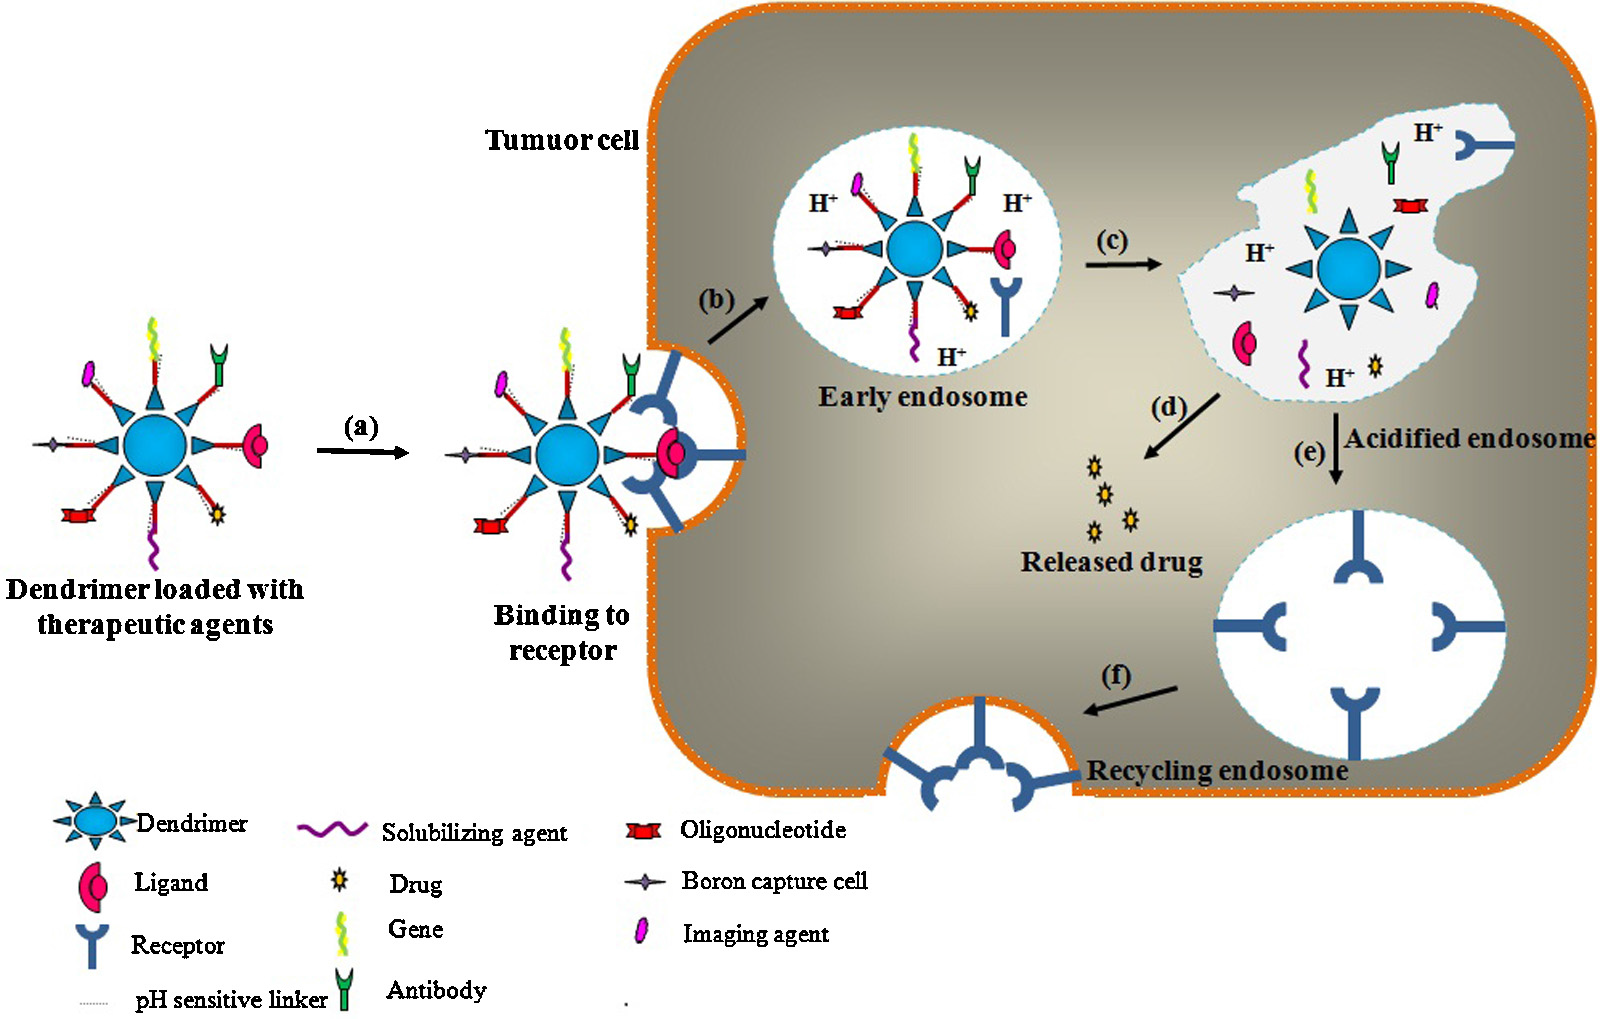 Tumuor cell
H⁺
H⁺
H⁺
Early endosome
H⁺
H⁺
H⁺
Acidified endosome
(a)
(b)
(c)
(d)
(e)
(f)
Dendrimer loaded with
therapeutic agents
Binding to
receptor
Released drug
Recycling endosome
Dendrimer
Ligand
Receptor
pH sensitive linker
Solubilizing agent
Drug
Gene
Antibody
Oligonucleotide
Boron capture cell
Imaging agent